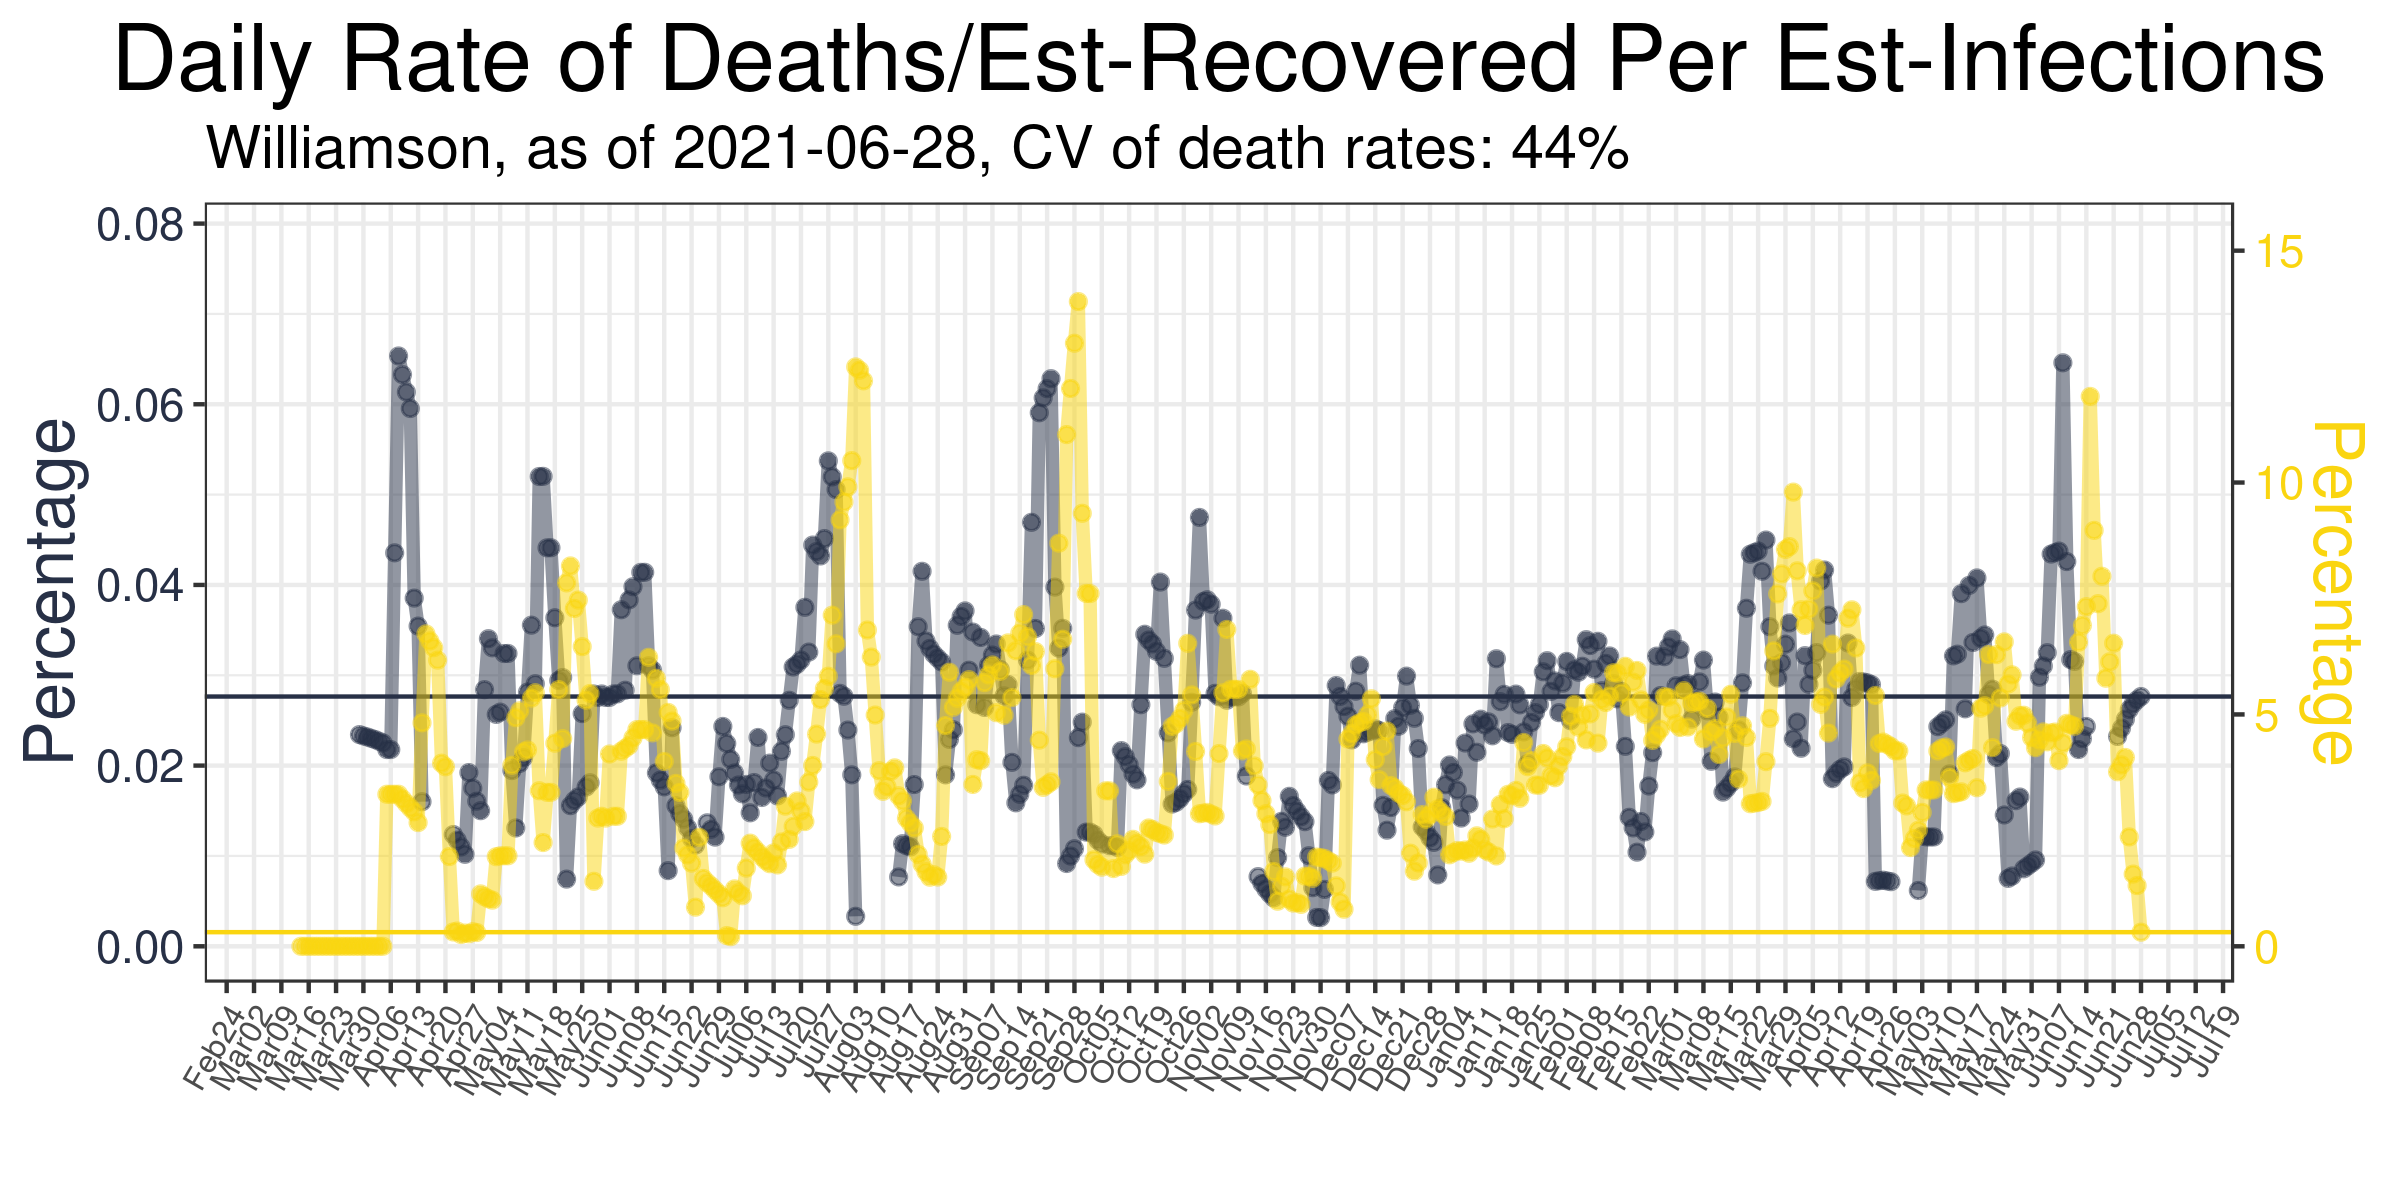 Daily Rate of Deaths/Est-Recovered Per Est-Infections
Williamson, as of 2021-06-28, CV of death rates: 44%
Percentage
0.08
0.06
0.04
0.02
0.00
15
10
5
0
Percentage
Feb24
Mar02
Mar09
Mar16
Mar23
Mar30
Apr06
Apr13
Apr20
Apr27
May04
May11
May18
May25
Jun01
Jun08
Jun15
Jun22
Jun29
Jul06
Jul13
Jul20
Jul27
Aug03
Aug10
Aug17
Aug24
Aug31
Sep07
Sep14
Sep21
Sep28
Oct05
Oct12
Oct19
Oct26
Nov02
Nov09
Nov16
Nov23
Nov30
Dec07
Dec14
Dec21
Dec28
Jan04
Jan11
Jan18
Jan25
Feb01
Feb08
Feb15
Feb22
Mar01
Mar08
Mar15
Mar22
Mar29
Apr05
Apr12
Apr19
Apr26
May03
May10
May17
May24
May31
Jun07
Jun14
Jun21
Jun28
Jul05
Jul12
Jul19